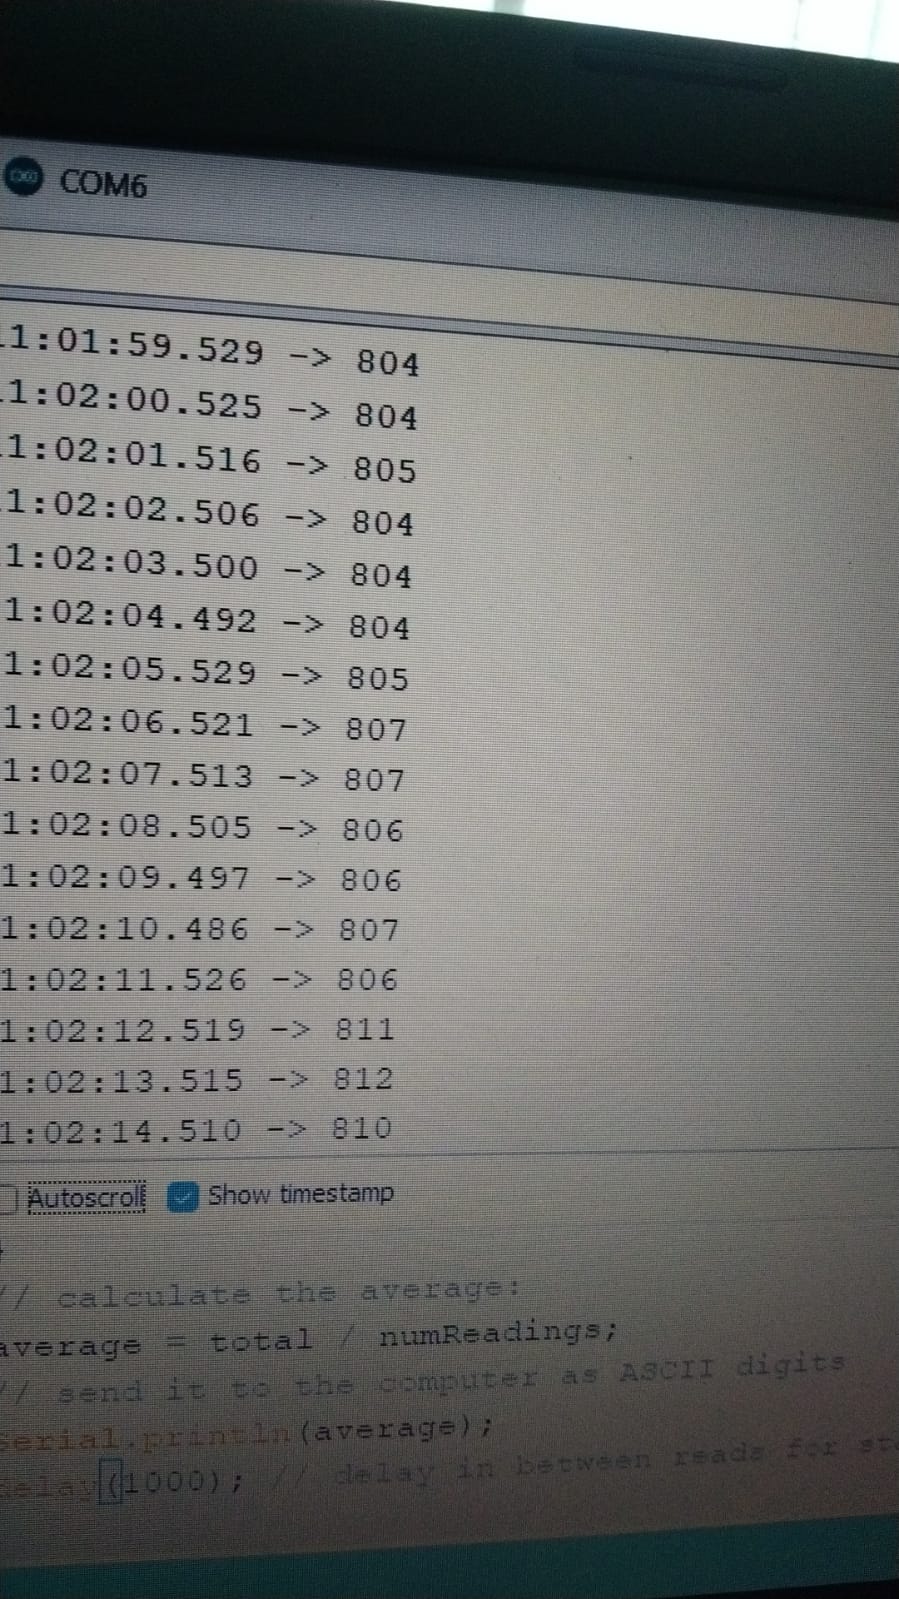 COM6
1:01:59.529 -> 804
1:02:00.525 -> 804
1:02:01.516 -> 805
1:02:02.506 -> 804
1:02:03.500 -> 804
1:02:04.492 -> 804
1:02:05.529 -> 805
1:02:06.521 -> 807
1:02:07.513 -> 807
1:02:08.505 -> 806
1:02:09.497 -> 806
1:02:10.486 -> 807
1:02:11.526 -> 806
1:02:12.519 -> 811
1:02:13.515 -> 812
1:02:14.510 -> 810
Autoscroll Show timestamp
// calculate the average:
average = total / numReadings;
// send it to the computer as ASCII digits
Serial.println(average);
delay(1000); // delay in between reads for